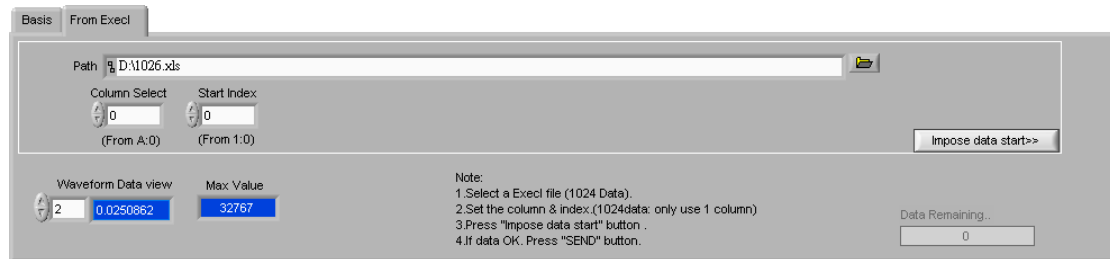 Basis From Execl
Path D:\1026.xls
Column Select Start Index
0 0
(From A:0) (From 1:0)
Impose data start>>
Waveform Data view Max Value
2 0.0250862 32767
Note:
1.Select a Execl file (1024 Data).
2.Set the column & index.(1024data: only use 1 column)
3.Press "Impose data start" button .
4.If data OK. Press "SEND" button.
Data Remaining..
0